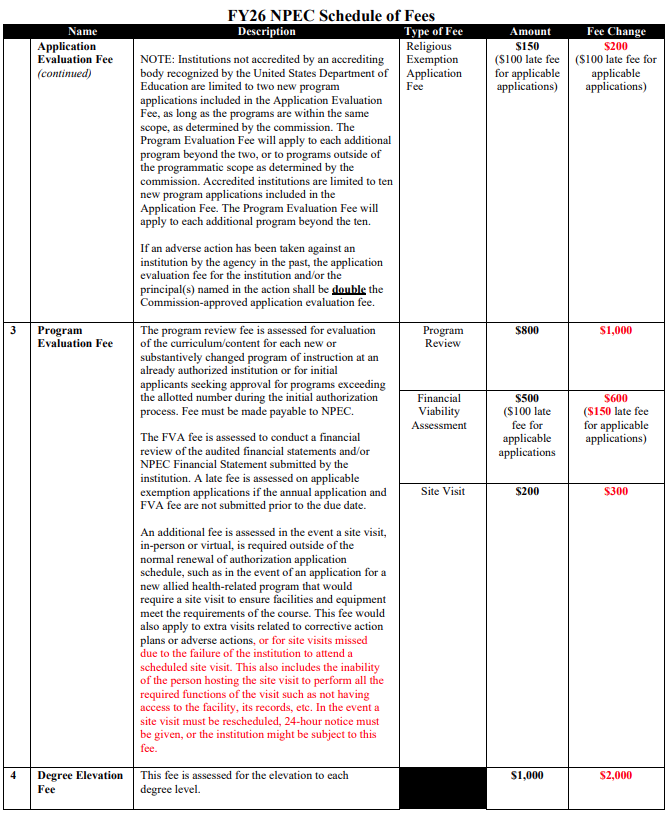 FY26 NPEC Schedule of Fees
Name Description Type of Fee Amount Fee Change
Application
Evaluation Fee
(continued)
NOTE: Institutions not accredited by an accrediting
body recognized by the United States Department of
Education are limited to two new program
applications included in the Application Evaluation
Fee, as long as the programs are within the same
scope, as determined by the commission. The
Program Evaluation Fee will apply to each additional
program beyond the two, or to programs outside of
the programmatic scope as determined by the
commission. Accredited institutions are limited to ten
new program applications included in the
Application Fee. The Program Evaluation Fee will
apply to each additional program beyond the ten.
If an adverse action has been taken against an
institution by the agency in the past, the application
evaluation fee for the institution and/or the
principal(s) named in the action shall be double the
Commission-approved application evaluation fee.
Religious
Exemption
Application
Fee
$150
($100 late fee
for applicable
applications)
$200
($100 late fee for
applicable
applications)
3
Program
Evaluation Fee
The program review fee is assessed for evaluation
of the curriculum/content for each new or
substantively changed program of instruction at an
already authorized institution or for initial
applicants seeking approval for programs exceeding
the allotted number during the initial authorization
process. Fee must be made payable to NPEC.
The FVA fee is assessed to conduct a financial
review of the audited financial statements and/or
NPEC Financial Statement submitted by the
institution. A late fee is assessed on applicable
exemption applications if the annual application and
FVA fee are not submitted prior to the due date.
An additional fee is assessed in the event a site visit,
in-person or virtual, is required outside of the
normal renewal of authorization application
schedule, such as in the event of an application for a
new allied health-related program that would
require a site visit to ensure facilities and equipment
meet the requirements of the course. This fee would
also apply to extra visits related to corrective action
plans or adverse actions, or for site visits missed
due to the failure of the institution to attend a
scheduled site visit. This also includes the inability
of the person hosting the site visit to perform all the
required functions of the visit such as not having
access to the facility, its records, etc. In the event a
site visit must be rescheduled, 24-hour notice must
be given, or the institution might be subject to this
fee.
Program
Review
$800
$1,000
Financial
Viability
Assessment
$500
($100 late
fee for
applicable
applications
$600
($150 late fee
for applicable
applications)
Site Visit
$200
$300
4
Degree Elevation
Fee
This fee is assessed for the elevation to each
degree level.
$1,000
$2,000